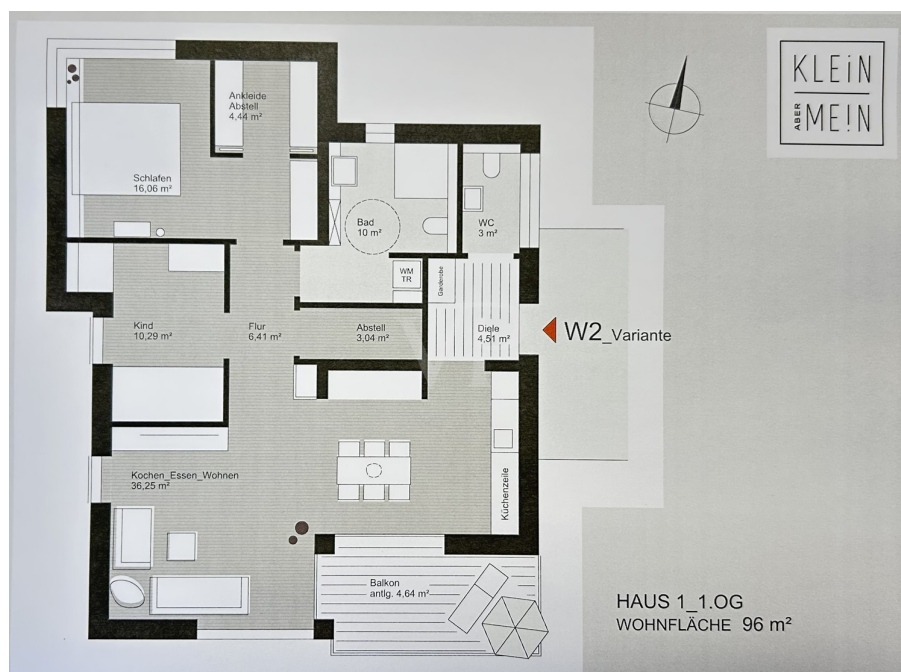 KLEiN
ABER
ME!N
Ankleide
Abstell
4,44 m²
Schlafen
16,06 m²
Bad
10 m²
WC
3 m²
WM
TR
Garderobe
Kind
10,29 m²
Flur
6,41 m²
Abstell
3,04 m²
Diele
4,51 m²
W2_Variante
Kochen_Essen_Wohnen
36,25 m²
Küchenzeile
Balkon
antlg. 4,64 m²
HAUS 1_1.OG
WOHNFLÄCHE 96 m²